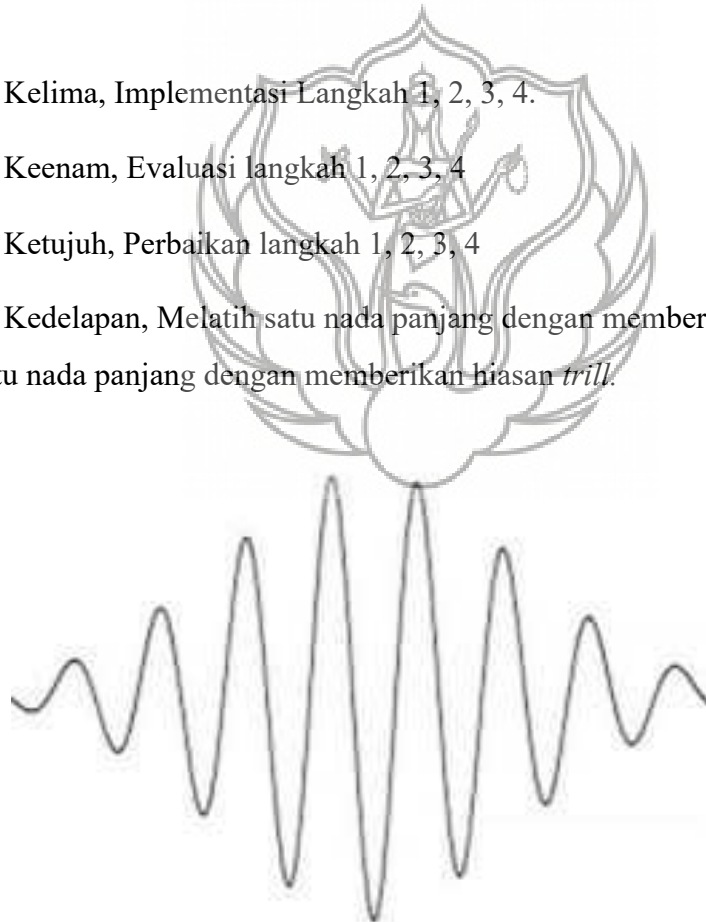 Kelima, Implementasi Langkah 1, 2, 3, 4.
Keenam, Evaluasi langkah 1, 2, 3, 4
Ketujuh, Perbaikan langkah 1, 2, 3, 4
Kedelapan, Melatih satu nada panjang dengan member
tu nada panjang dengan memberikan hiasan trill.